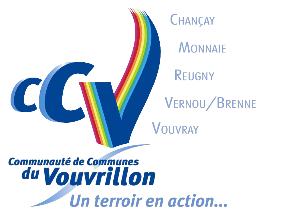 CHANÇAY
MONNAIE
REUGNY
VERNOU/BRENNE
VOUVRAY
CCV
Communauté de Communes
du Vouvrillon
Un terroir en action...